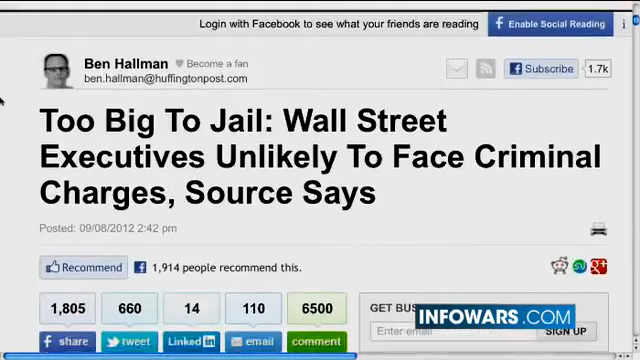 Login with Facebook to see what your friends are reading
Enable Social Reading
i
Ben Hallman
Become a fan
ben.hallman@huffingtonpost.com
Subscribe
1.7k
Too Big To Jail: Wall Street
Executives Unlikely To Face Criminal
Charges, Source Says
Posted: 09/08/2012 2:42 pm
Recommend
1,914 people recommend this.
1,805
660
14
110
6500
share
tweet
Linked in
email
comment
GET BUS
INFOWARS.COM
Enter email
SIGN UP